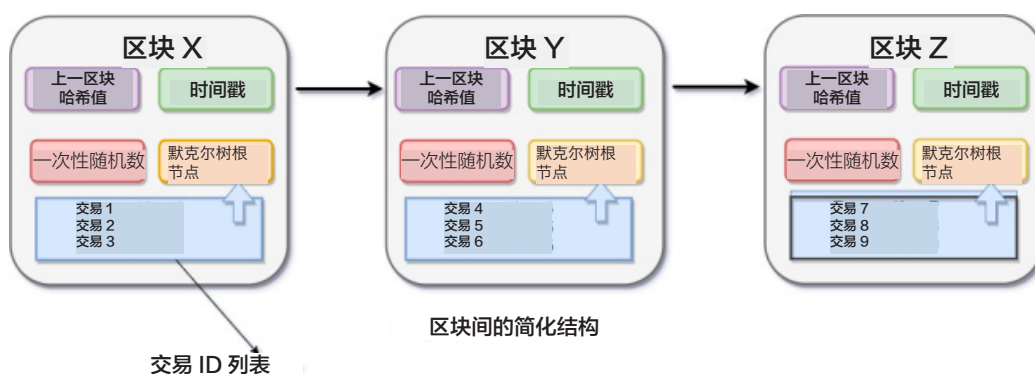 区块 X
上一区块
哈希值
时间戳
一次性随机数
默克尔树根
节点
交易 1
交易 2
交易 3
区块 Y
上一区块
哈希值
时间戳
一次性随机数
默克尔树根
节点
交易 4
交易 5
交易 6
区块 Z
上一区块
哈希值
时间戳
一次性随机数
默克尔树根
节点
交易 7
交易 8
交易 9
区块间的简化结构
交易 ID 列表